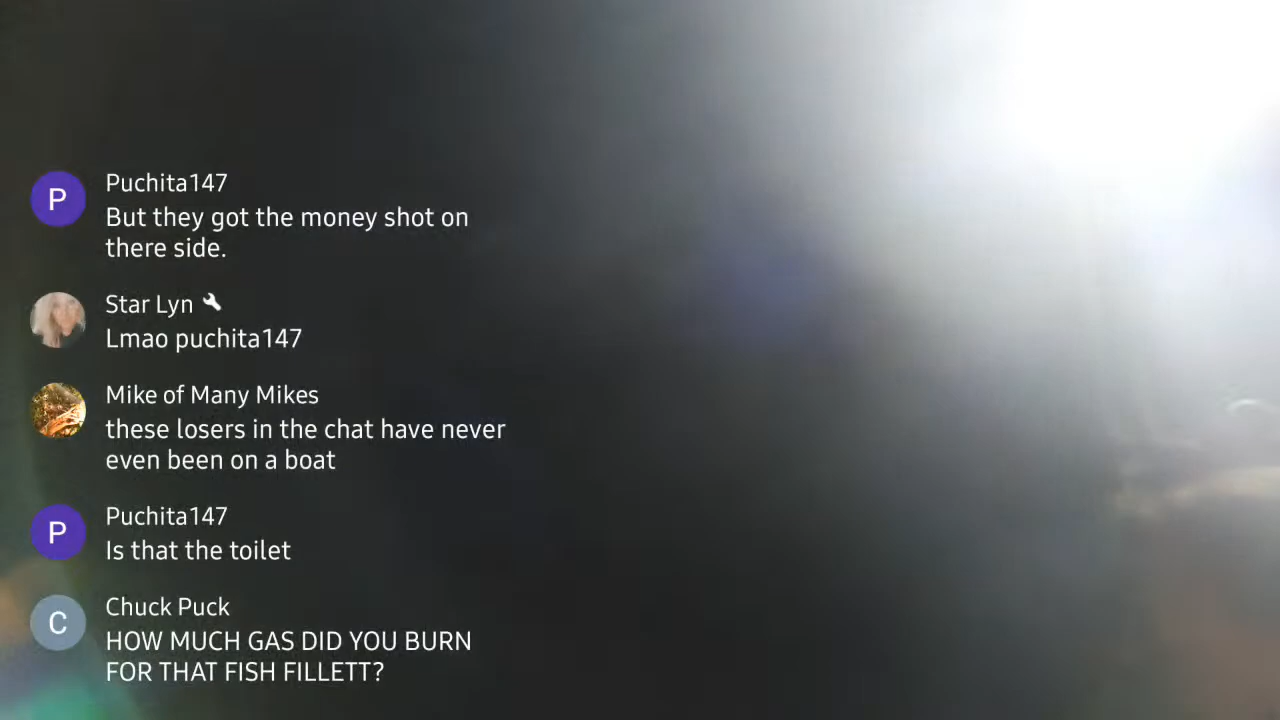 P
Puchita147
But they got the money shot on
there side.
Star Lyn
Lmao puchita147
Mike of Many Mikes
these losers in the chat have never
even been on a boat
P
Puchita147
Is that the toilet
C
Chuck Puck
HOW MUCH GAS DID YOU BURN
FOR THAT FISH FILLETT?